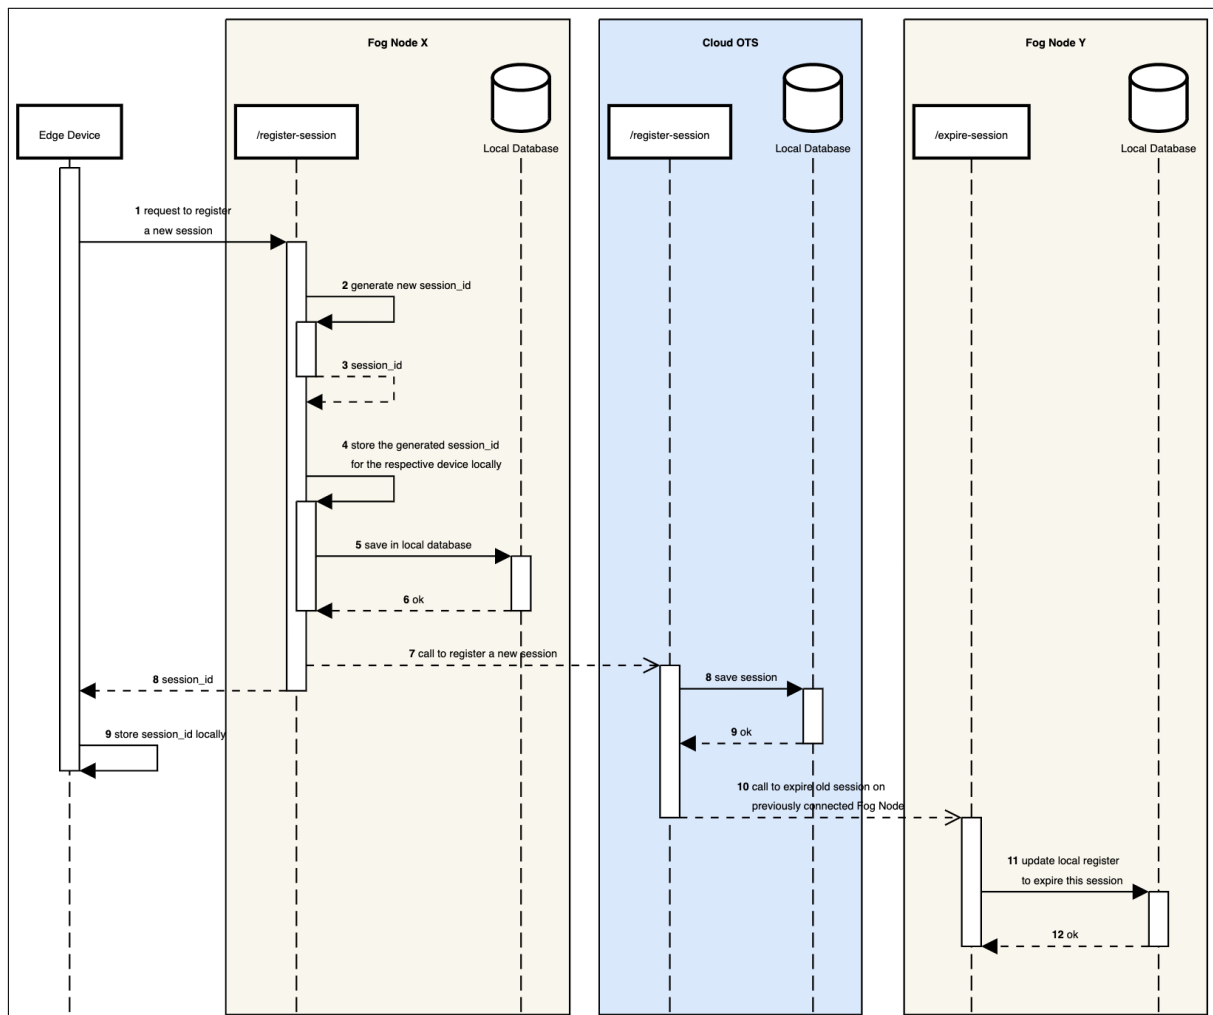 Fog Node X
Cloud OTS
Fog Node Y
Edge Device
/register-session
Local Database
/register-session
Local Database
/expire-session
Local Database
1 request to register
a new session
2 generate new session_id
3 session_id
4 store the generated session_id
for the respective device locally
5 save in local database
6 ok
7 call to register a new session
8 session_id
8 save session
9 store session_id locally
9 ok
10 call to expire old session on
previously connected Fog Node
11 update local register
to expire this session
12 ok